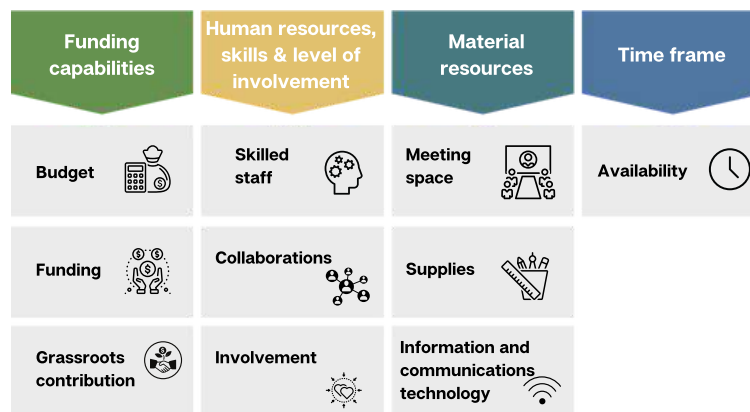 Funding
capabilities
Human resources,
skills & level of
involvement
Material
resources
Time frame
Budget
Skilled
staff
Meeting
space
Availability
Funding
Collaborations
Supplies
Grassroots
contribution
Involvement
Information and
communications
technology